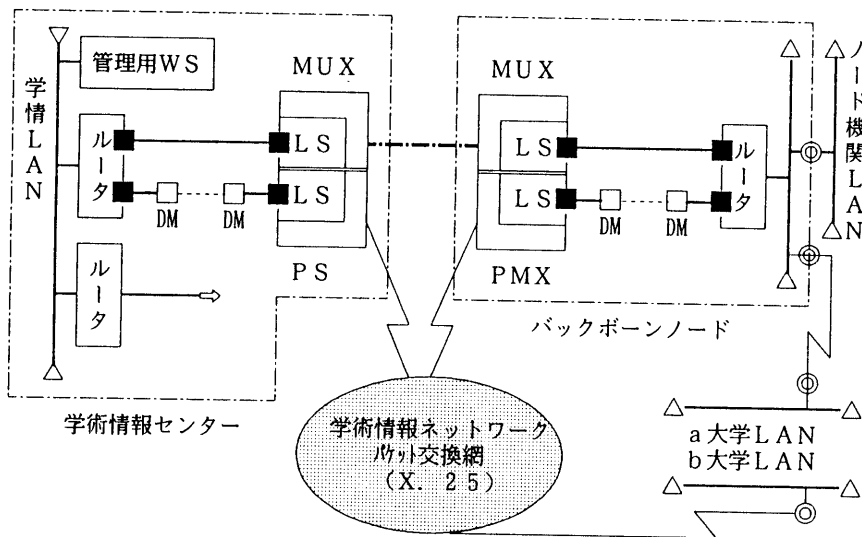 学情LAN
管理用WS
ルータ
ルータ
MUX
LS
LS
DM
DM
PS
学術情報センター
MUX
LS
LS
DM
DM
PMX
ルータ
バックボーンノード
ノード機関LAN
学術情報ネットワーク
パケット交換網
(X.25)
a大学LAN
b大学LAN